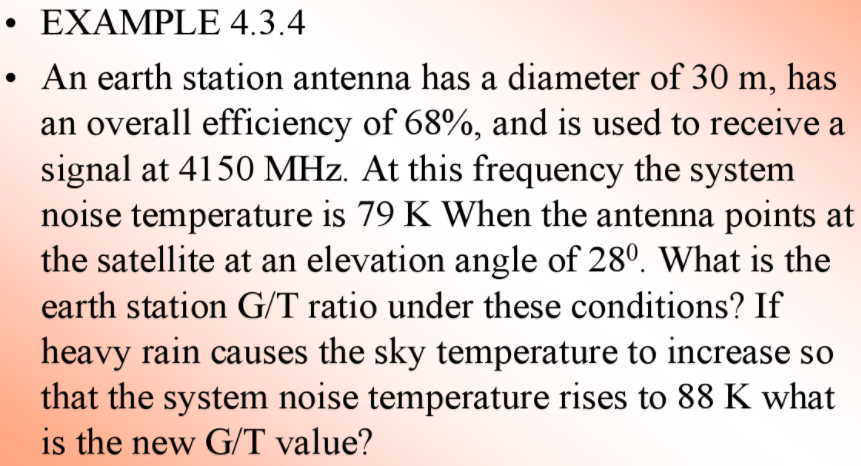 • EXAMPLE 4.3.4
• An earth station antenna has a diameter of 30 m, has
an overall efficiency of 68%, and is used to receive a
signal at 4150 MHz. At this frequency the system
noise temperature is 79 K When the antenna points at
the satellite at an elevation angle of 28⁰. What is the
earth station G/T ratio under these conditions? If
heavy rain causes the sky temperature to increase so
that the system noise temperature rises to 88 K what
is the new G/T value?